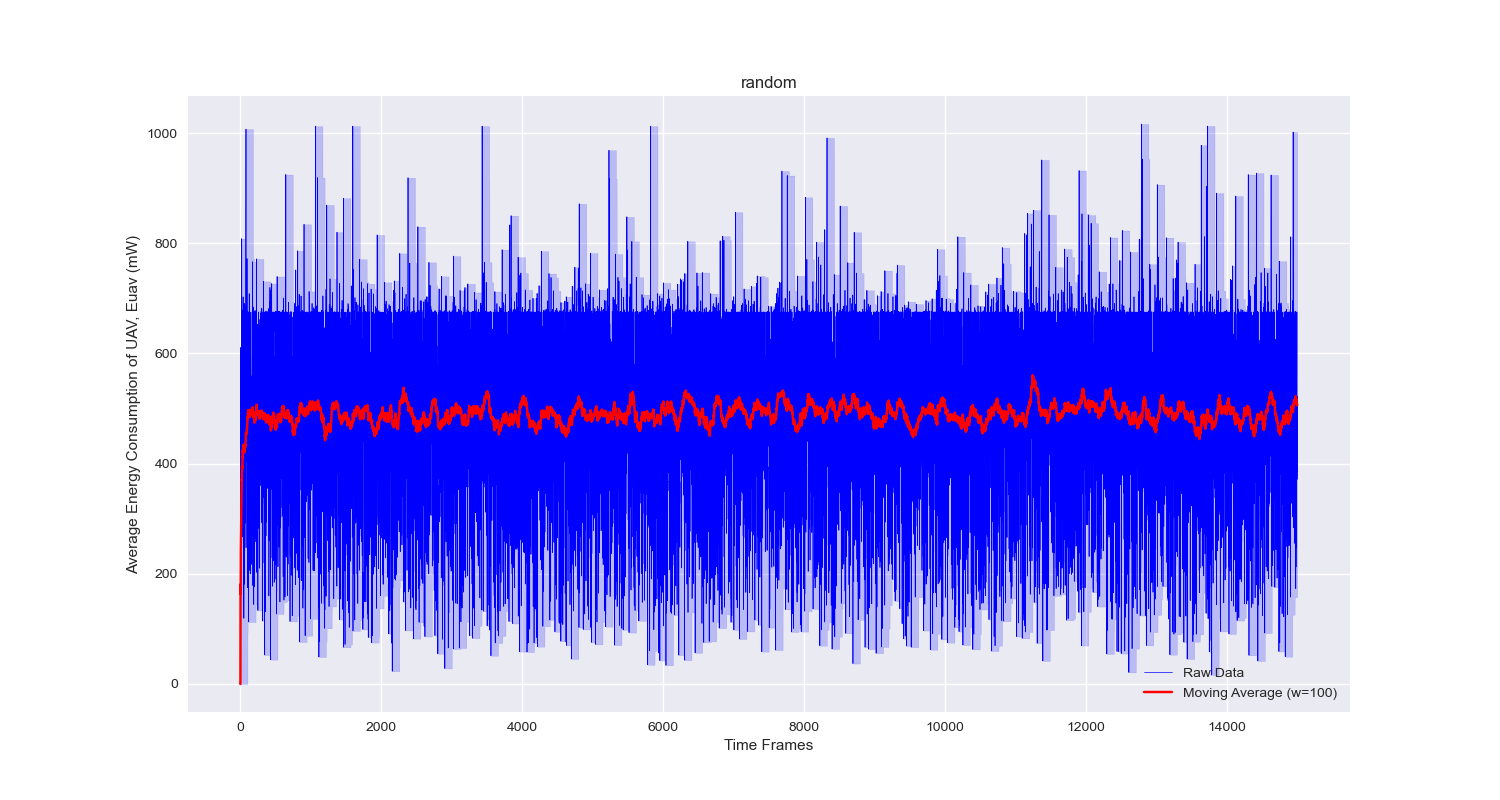 random
Average Energy Consumption of UAV, Euav (mW)
1000
800
600
400
200
0
0 2000 4000 6000 8000 10000 12000 14000
Time Frames
Raw Data
Moving Average (w=100)